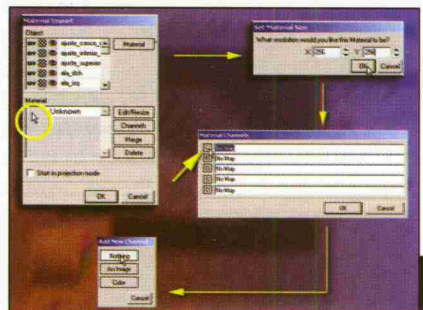 Material Import
Object
ajuste_casco_
Material
ajuste_inferior_
ajuste_superior
ala_dch
ala_izq
Material
Unknown
Edit/Resize
Channels
Merge
Delete
Start in projection mode
OK Cancel
Set Material Size
What resolution would you like this Material to be?
X: 256 Y: 256
OK Cancel
Material Channels
No Map
No Map
No Map
No Map
No Map
OK Cancel
Add New Channel
Nothing
An Image
Color
Cancel